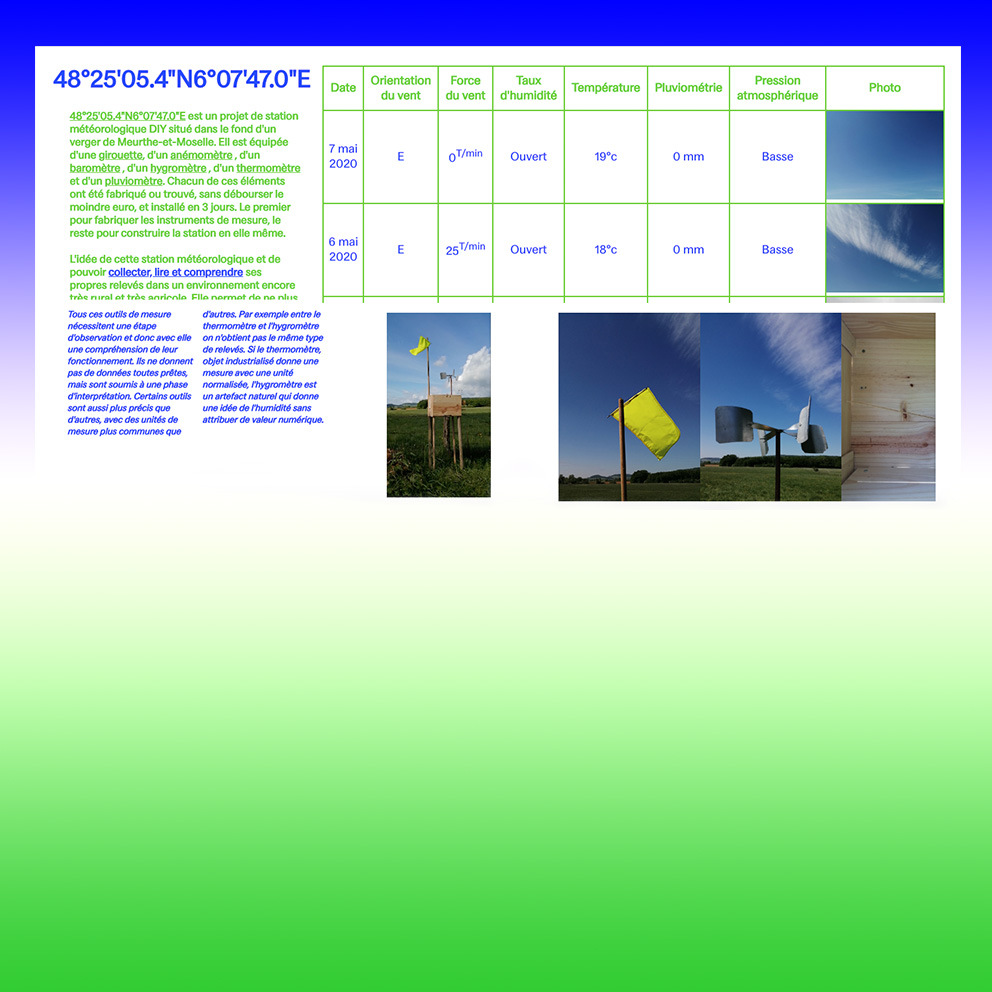 48°25'05.4"N6°07'47.0"E
48°25'05.4"N6°07'47.0"E est un projet de station
météorologique DIY situé dans le fond d'un
verger de Meurthe-et-Moselle. Ell est équipée
d'une girouette, d'un anémomètre , d'un
baromètre , d'un hygromètre , d'un thermomètre
et d'un pluviomètre. Chacun de ces éléments
ont été fabriqué ou trouvé, sans débourser le
moindre euro, et installé en 3 jours. Le premier
pour fabriquer les instruments de mesure, le
reste pour construire la station en elle même.
L'idée de cette station météorologique et de
pouvoir collecter, lire et comprendre ses
propres relevés dans un environnement encore
très rural et très agricole. Elle permet de ne plus
Date
Orientation
du vent
Force
du vent
Taux
d'humidité
Température
Pluviométrie
Pression
atmosphérique
Photo
7 mai
2020
E
0T/min
Ouvert
19°c
0 mm
Basse
6 mai
2020
E
25T/min
Ouvert
18°c
0 mm
Basse
Tous ces outils de mesure
nécessitent une étape
d'observation et donc avec elle
une compréhension de leur
fonctionnement. Ils ne donnent
pas de données toutes prêtes,
mais sont soumis à une phase
d'interprétation. Certains outils
sont aussi plus précis que
d'autres, avec des unités de
mesure plus communes que
d'autres. Par exemple entre le
thermomètre et l'hygromètre
on n'obtient pas le même type
de relevés. Si le thermomètre,
objet industrialisé donne une
mesure avec une unité
normalisée, l'hygromètre est
un artefact naturel qui donne
une idée de l'humidité sans
attribuer de valeur numérique.